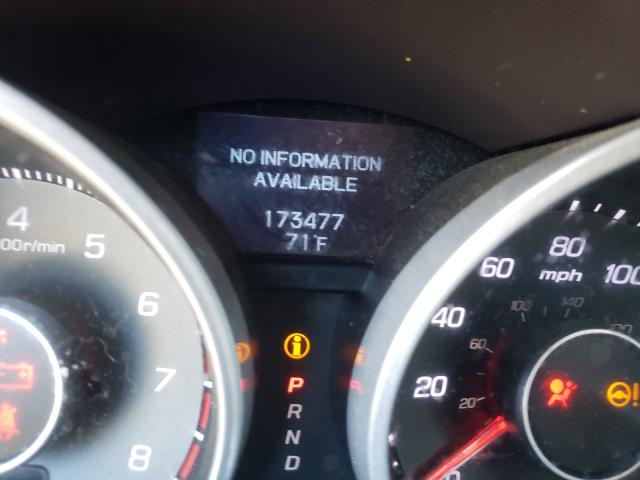 NO INFORMATION
AVAILABLE
173477
71°F
4
00r/min
5
6
7
8
P
R
N
D
20
40
60
80
100
mph
20
60
100
140